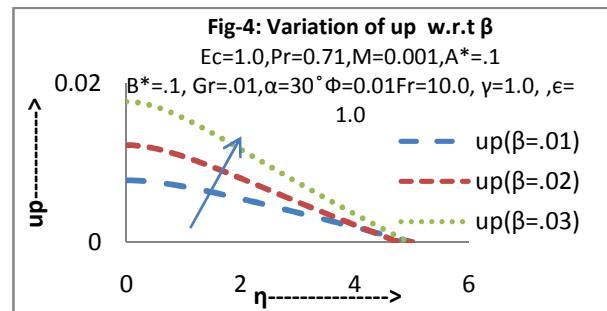 Fig-4: Variation of up w.r.t β
Ec=1.0,Pr=0.71,M=0.001,A*=.1
B*=.1, Gr=.01,α=30˚Φ=0.01Fr=10.0, γ=1.0, ,ϵ=
1.0
0.02
0
up-------->
up(β=.01)
up(β=.02)
up(β=.03)
0 2 4 6
η--------------->